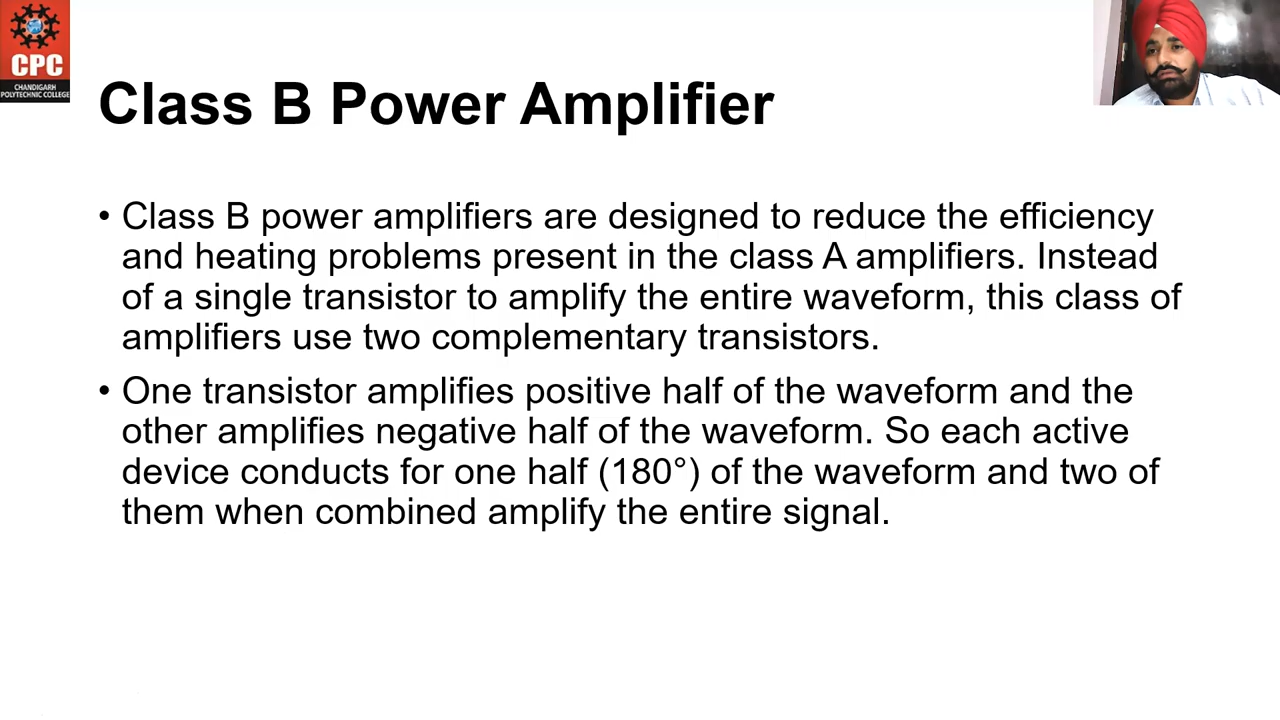 CPC
CHANDIGARH
POLYTECHNIC COLLEGE
Class B Power Amplifier
• Class B power amplifiers are designed to reduce the efficiency
and heating problems present in the class A amplifiers. Instead
of a single transistor to amplify the entire waveform, this class of
amplifiers use two complementary transistors.
• One transistor amplifies positive half of the waveform and the
other amplifies negative half of the waveform. So each active
device conducts for one half (180°) of the waveform and two of
them when combined amplify the entire signal.